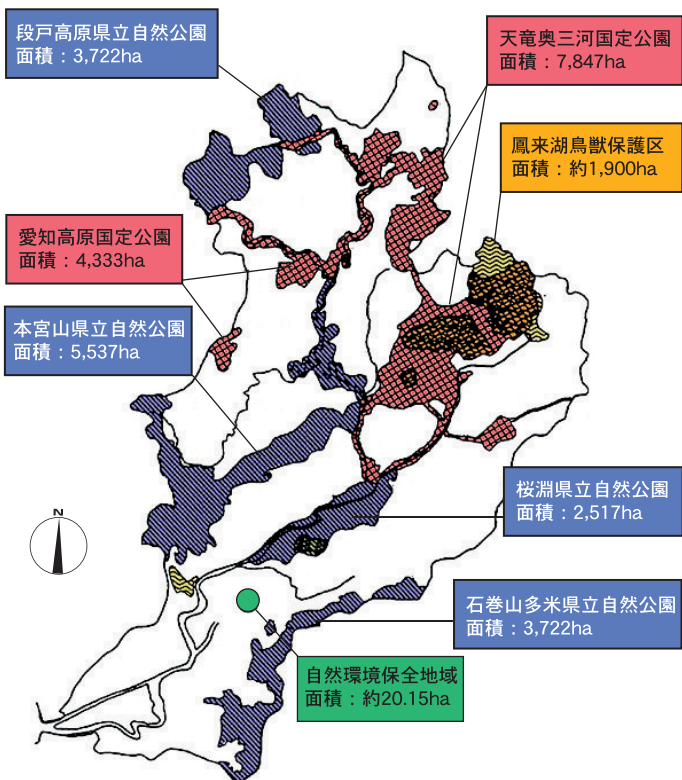 段戸高原県立自然公園
面積：3,722ha
天竜奥三河国定公園
面積：7,847ha
鳳来湖鳥獣保護区
面積：約1,900ha
愛知高原国定公園
面積：4,333ha
本宮山県立自然公園
面積：5,537ha
桜淵県立自然公園
面積：2,517ha
N
石巻山多米県立自然公園
面積：3,722ha
自然環境保全地域
面積：約20.15ha